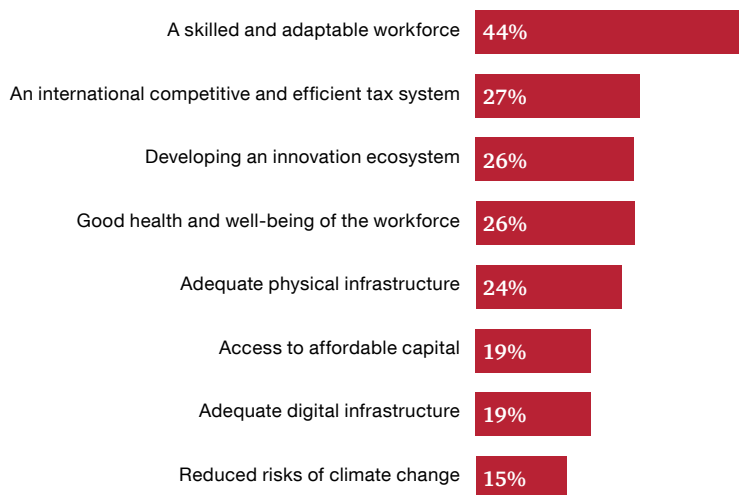 A skilled and adaptable workforce 44%
An international competitive and efficient tax system 27%
Developing an innovation ecosystem 26%
Good health and well-being of the workforce 26%
Adequate physical infrastructure 24%
Access to affordable capital 19%
Adequate digital infrastructure 19%
Reduced risks of climate change 15%